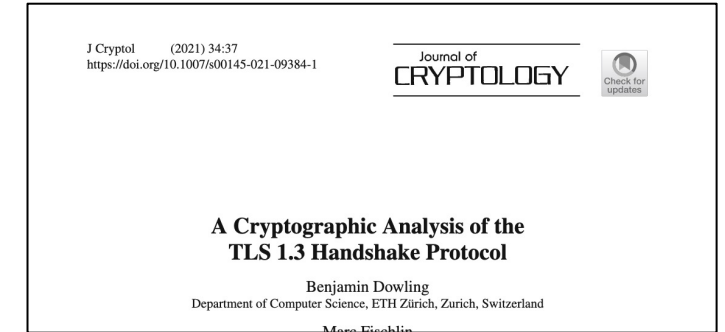 J Cryptol (2021) 34:37
https://doi.org/10.1007/s00145-021-09384-1
Journal of
CRYPTOLOGY
Check for
updates
A Cryptographic Analysis of the
TLS 1.3 Handshake Protocol
Benjamin Dowling
Department of Computer Science, ETH Zürich, Zurich, Switzerland
Marc Fischlin